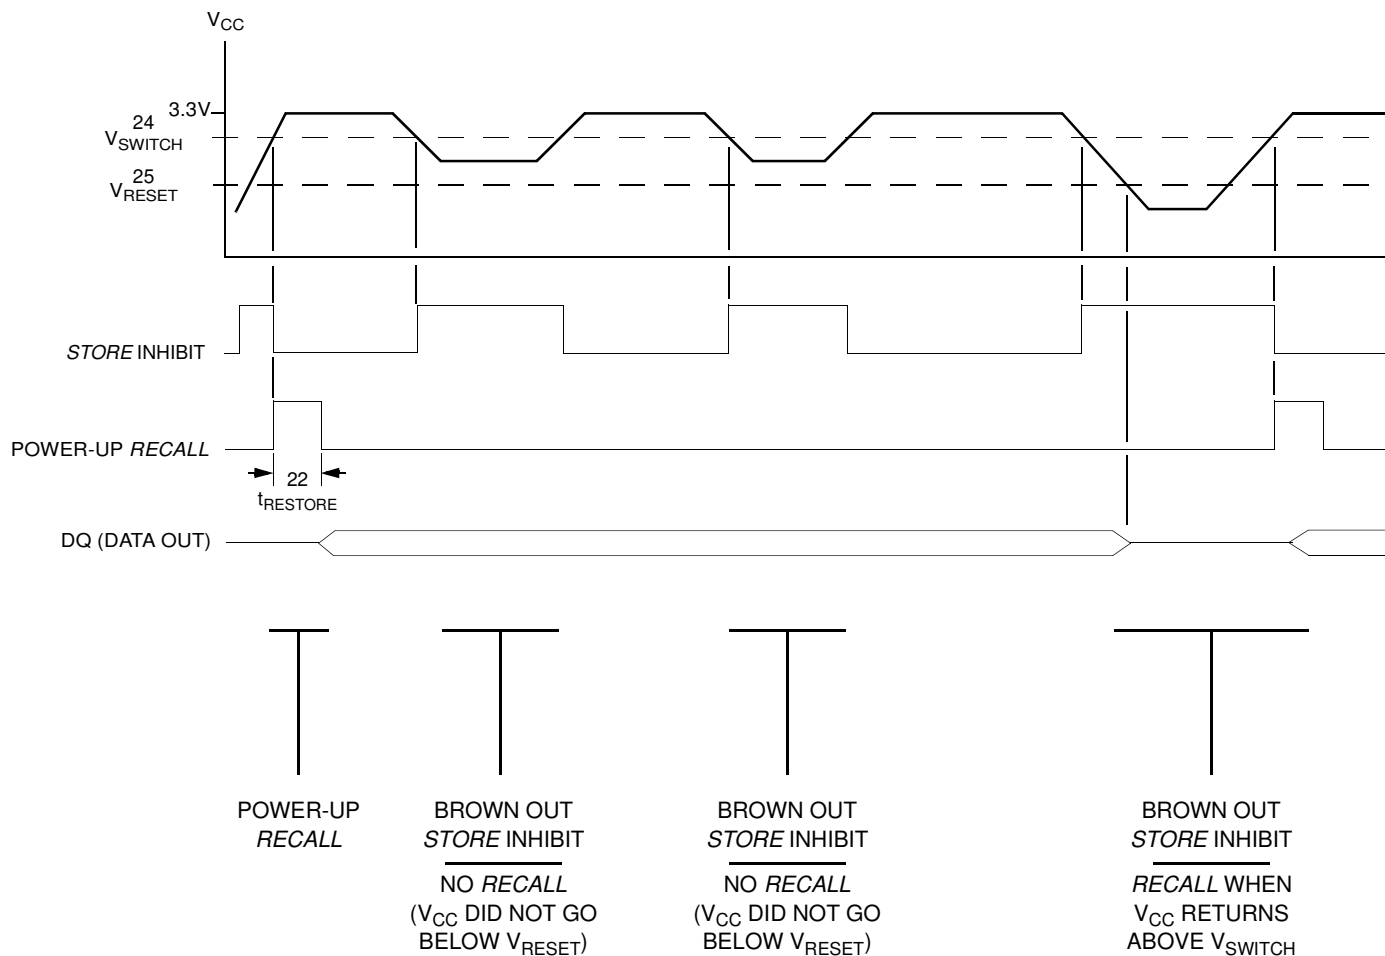 VCC
3.3V
24
VSWITCH
25
VRESET
STORE INHIBIT
POWER-UP RECALL
22
tRESTORE
DQ (DATA OUT)
POWER-UP
RECALL
BROWN OUT
STORE INHIBIT
NO RECALL
(VCC DID NOT GO
BELOW VRESET)
BROWN OUT
STORE INHIBIT
NO RECALL
(VCC DID NOT GO
BELOW VRESET)
BROWN OUT
STORE INHIBIT
RECALL WHEN
VCC RETURNS
ABOVE VSWITCH